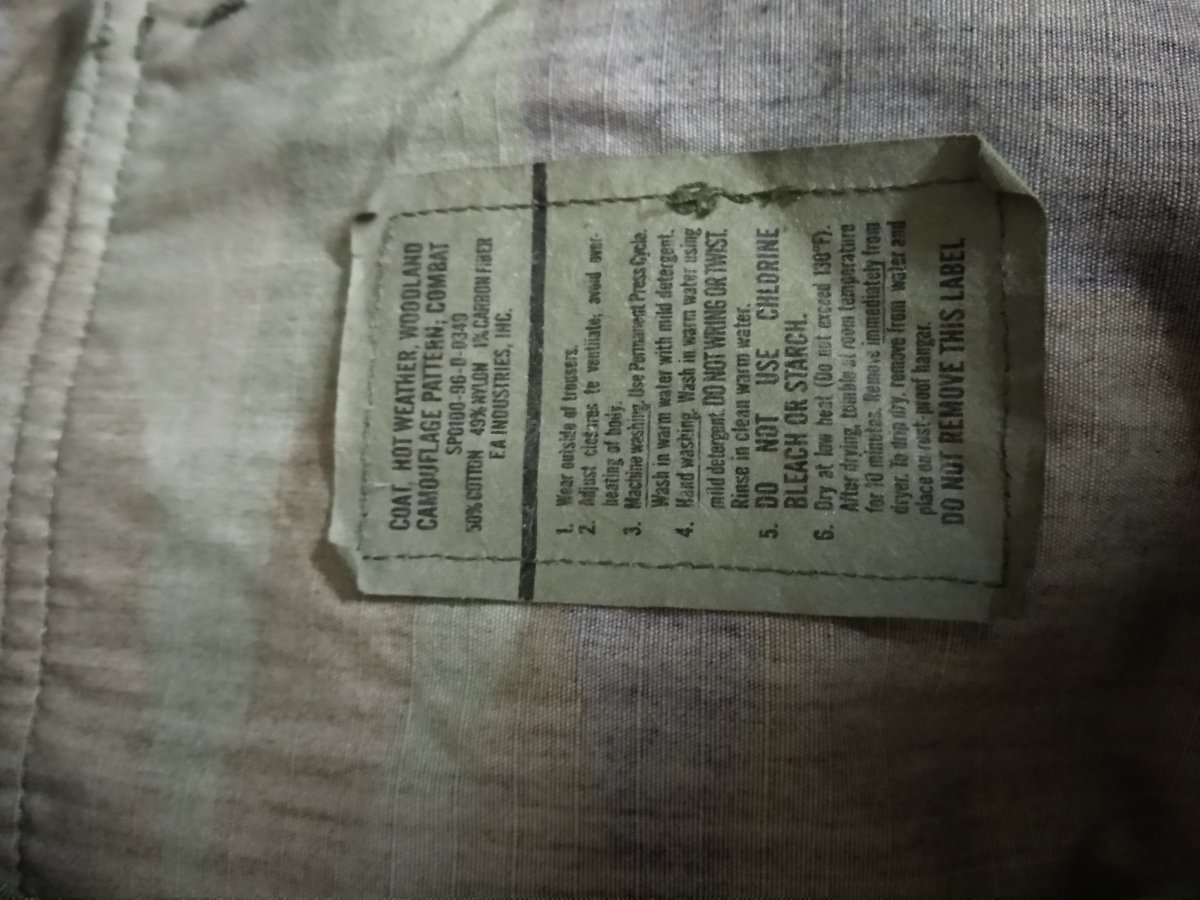 COAT, HOT WEATHER, WOODLAND
CAMOUFLAGE PATTERN; COMBAT
SPO100-96-D-0349
50% COTTON 49% NYLON 1% CARBON FIBER
EA INDUSTRIES, INC.
1. Wear outside of trousers.
2. Adjust closures to ventilate; avoid over-
heating of body.
3. Machine washing. Use Permanent Press Cycle.
Wash in warm water with mild detergent.
4. Hand washing. Wash in warm water using
mild detergent. DO NOT WRING OR TWIST.
Rinse in clean warm water.
5. DO NOT USE CHLORINE
BLEACH OR STARCH.
6. Dry at low heat (Do not exceed 130°F).
After drying, tumble at room temperature
for 10 minutes. Remove immediately from
dryer. To drip dry, remove from water and
place on rust-proof hanger.
DO NOT REMOVE THIS LABEL